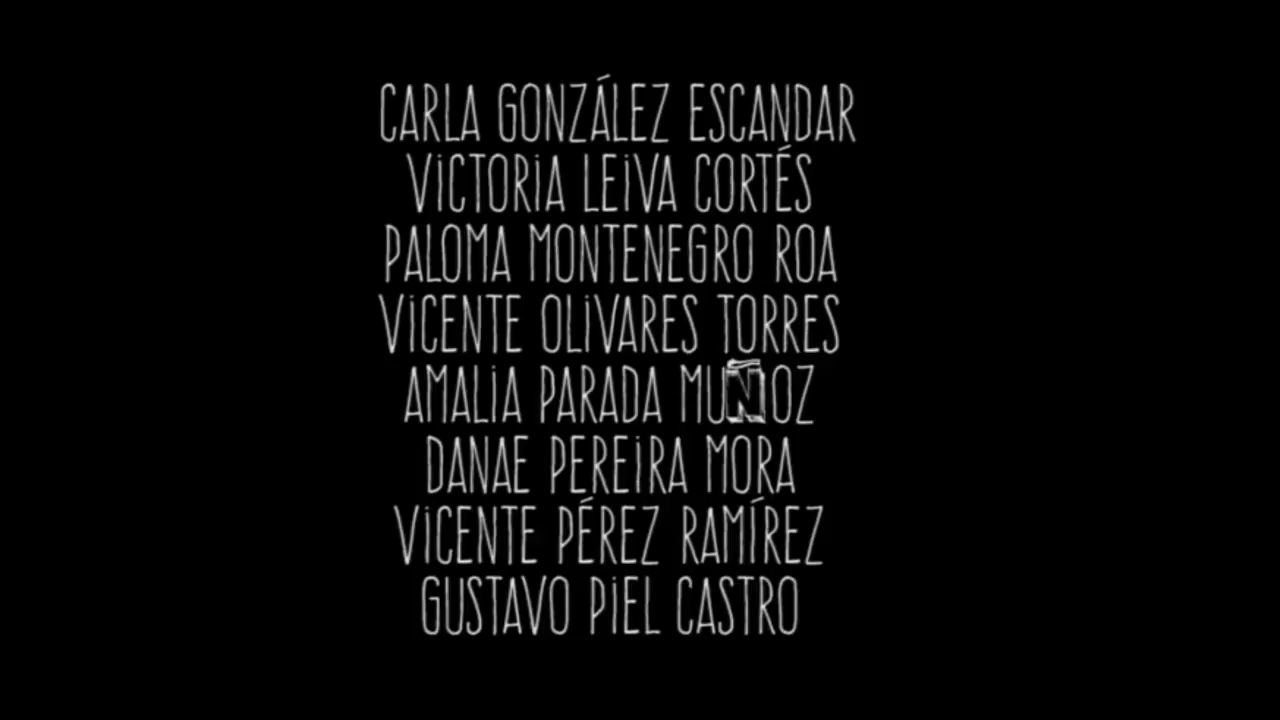 CARLA GONZÁLEZ ESCANDAR
VICTORIA LEIVA CORTÉS
PALOMA MONTENEGRO ROA
VICENTE OLIVARES TORRES
AMALIA PARADA MUÑOZ
DANAE PEREIRA MORA
VICENTE PÉREZ RAMÍREZ
GUSTAVO PIEL CASTRO